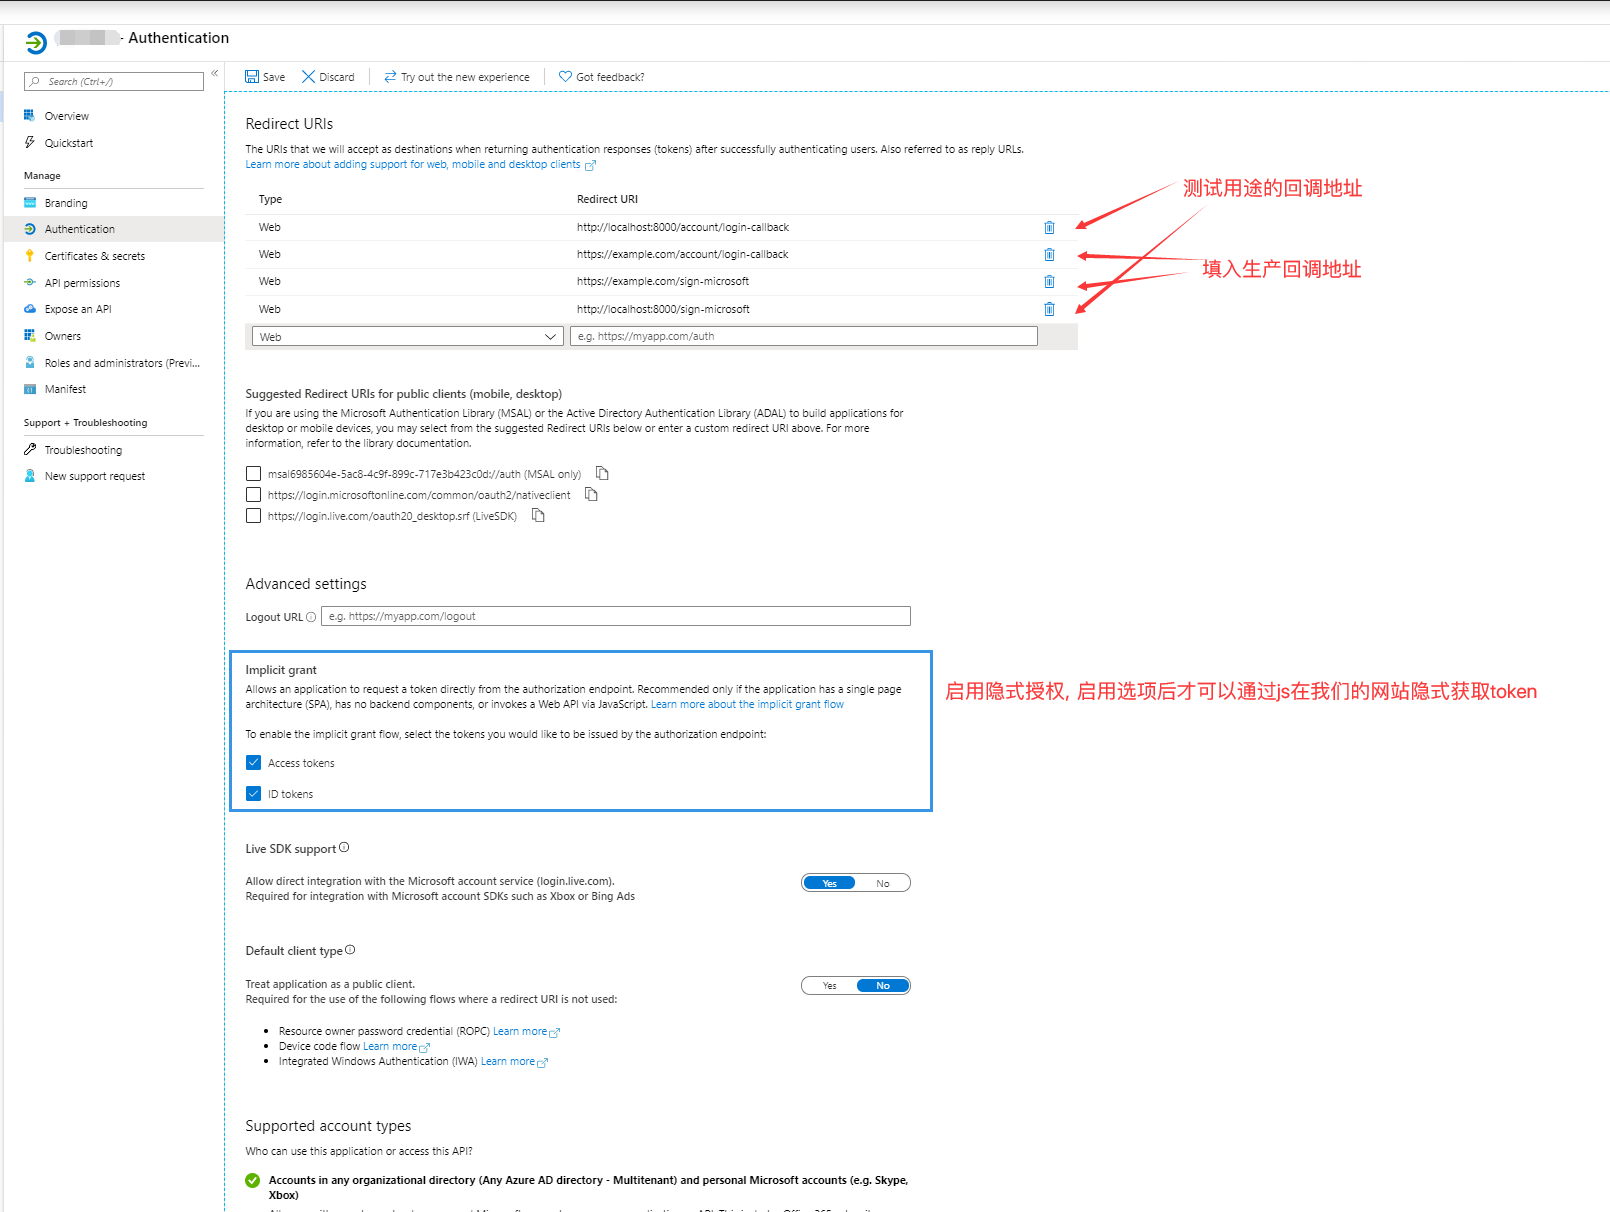 - Authentication
Search (Ctrl+/)
«
Save
Discard
Try out the new experience
Got feedback?
Overview
Quickstart
Manage
Branding
Authentication
Certificates & secrets
API permissions
Expose an API
Owners
Roles and administrators (Previ...
Manifest
Support + Troubleshooting
Troubleshooting
New support request
Redirect URIs
The URIs that we will accept as destinations when returning authentication responses (tokens) after successfully authenticating users. Also referred to as reply URLs.
Learn more about adding support for web, mobile and desktop clients
Type Redirect URI
Web http://localhost:8000/account/login-callback
Web https://example.com/account/login-callback
Web https://example.com/sign-microsoft
Web http://localhost:8000/sign-microsoft
Web e.g. https://myapp.com/auth
测试用途的回调地址
填入生产回调地址
Suggested Redirect URIs for public clients (mobile, desktop)
If you are using the Microsoft Authentication Library (MSAL) or the Active Directory Authentication Library (ADAL) to build applications for
desktop or mobile devices, you may select from the suggested Redirect URIs below or enter a custom redirect URI above. For more
information, refer to the library documentation.
msal6985604e-5ac8-4c9f-899c-717e3b423c0d://auth (MSAL only)
https://login.microsoftonline.com/common/oauth2/nativeclient
https://login.live.com/oauth20_desktop.srf (LiveSDK)
Advanced settings
Logout URL e.g. https://myapp.com/logout
Implicit grant
Allows an application to request a token directly from the authorization endpoint. Recommended only if the application has a single page
architecture (SPA), has no backend components, or invokes a Web API via JavaScript. Learn more about the implicit grant flow
To enable the implicit grant flow, select the tokens you would like to be issued by the authorization endpoint:
Access tokens
ID tokens
启用隐式授权, 启用选项后才可以通过js在我们的网站隐式获取token
Live SDK support
Allow direct integration with the Microsoft account service (login.live.com).
Required for integration with Microsoft account SDKs such as Xbox or Bing Ads
Yes No
Default client type
Treat application as a public client.
Required for the use of the following flows where a redirect URI is not used:
Yes No
Resource owner password credential (ROPC) Learn more
Device code flow Learn more
Integrated Windows Authentication (IWA) Learn more
Supported account types
Who can use this application or access this API?
Accounts in any organizational directory (Any Azure AD directory - Multitenant) and personal Microsoft accounts (e.g. Skype,
Xbox)